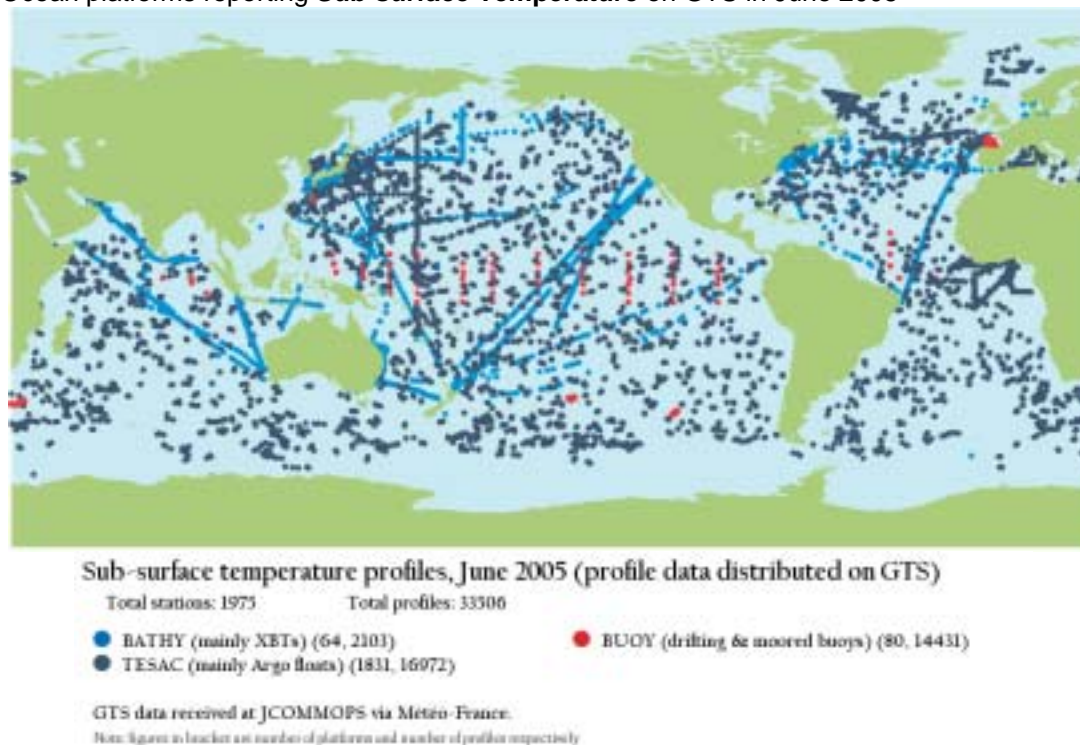 Ocean platforms reporting Sub Surface Temperature on GTS in June 2005
Sub-surface temperature profiles, June 2005 (profile data distributed on GTS)
Total stations: 1975 Total profiles: 33506
BATHY (mainly XBTs) (64, 2103) BUOY (drifting & moored buoys) (80, 14431)
TESAC (mainly Argo floats) (1831, 16972)
GTS data received at JCOMMOPS via Météo-France.
Note: figures in bracket are number of platforms and number of profiles respectively